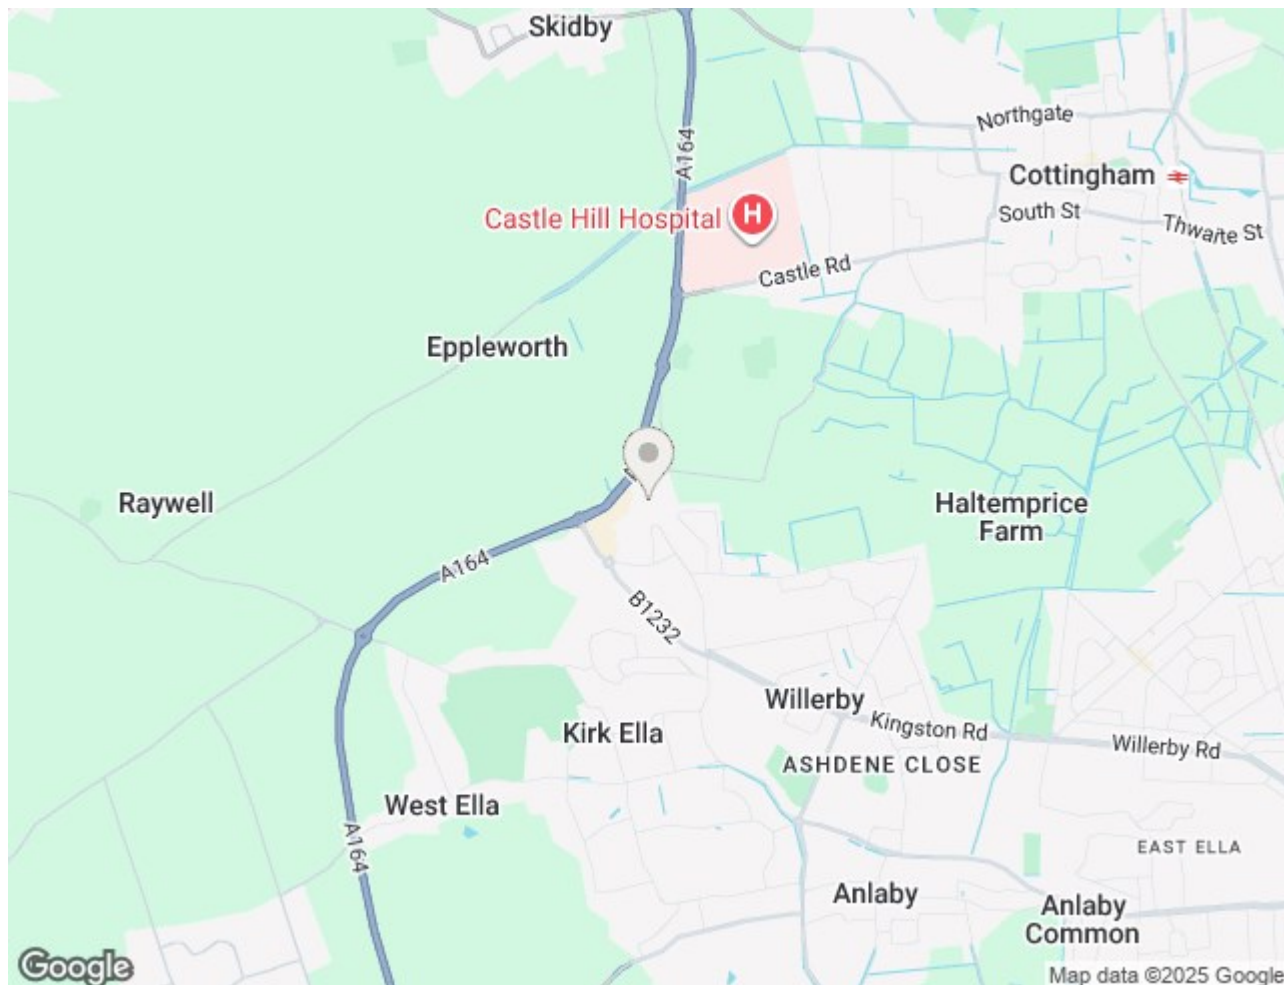 Skidby
A164
Northgate
Cottingham
Castle Hill Hospital
H
South St
Thwaite St
Castle Rd
Eppleworth
Raywell
Haltemprice
Farm
A164
B1232
Willerby
Kirk Ella
Kingston Rd
Willerby Rd
ASHDENE CLOSE
West Ella
A164
EAST ELLA
Anlaby
Anlaby
Common
Google
Map data ©2025 Google